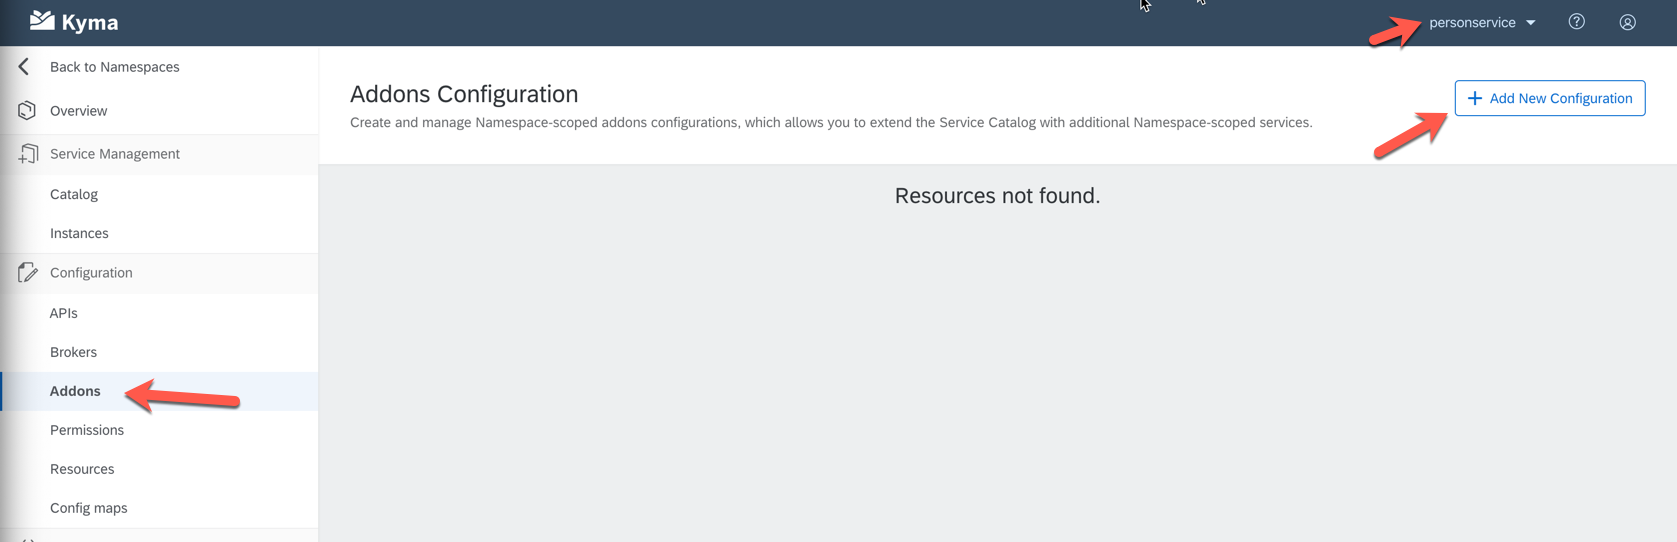 Kyma
personservice
Back to Namespaces
Overview
Service Management
Catalog
Instances
Configuration
APIs
Brokers
Addons
Permissions
Resources
Config maps
Addons Configuration
Add New Configuration
Create and manage Namespace-scoped addons configurations, which allows you to extend the Service Catalog with additional Namespace-scoped services.
Resources not found.